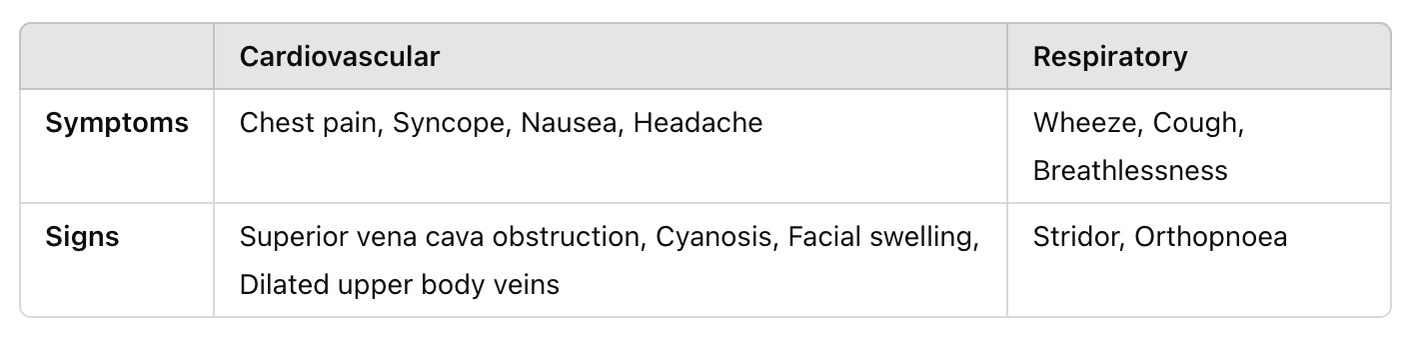 Cardiovascular Respiratory
Symptoms Chest pain, Syncope, Nausea, Headache Wheeze, Cough,
Breathlessness
Signs Superior vena cava obstruction, Cyanosis, Facial swelling, Stridor, Orthopnoea
Dilated upper body veins